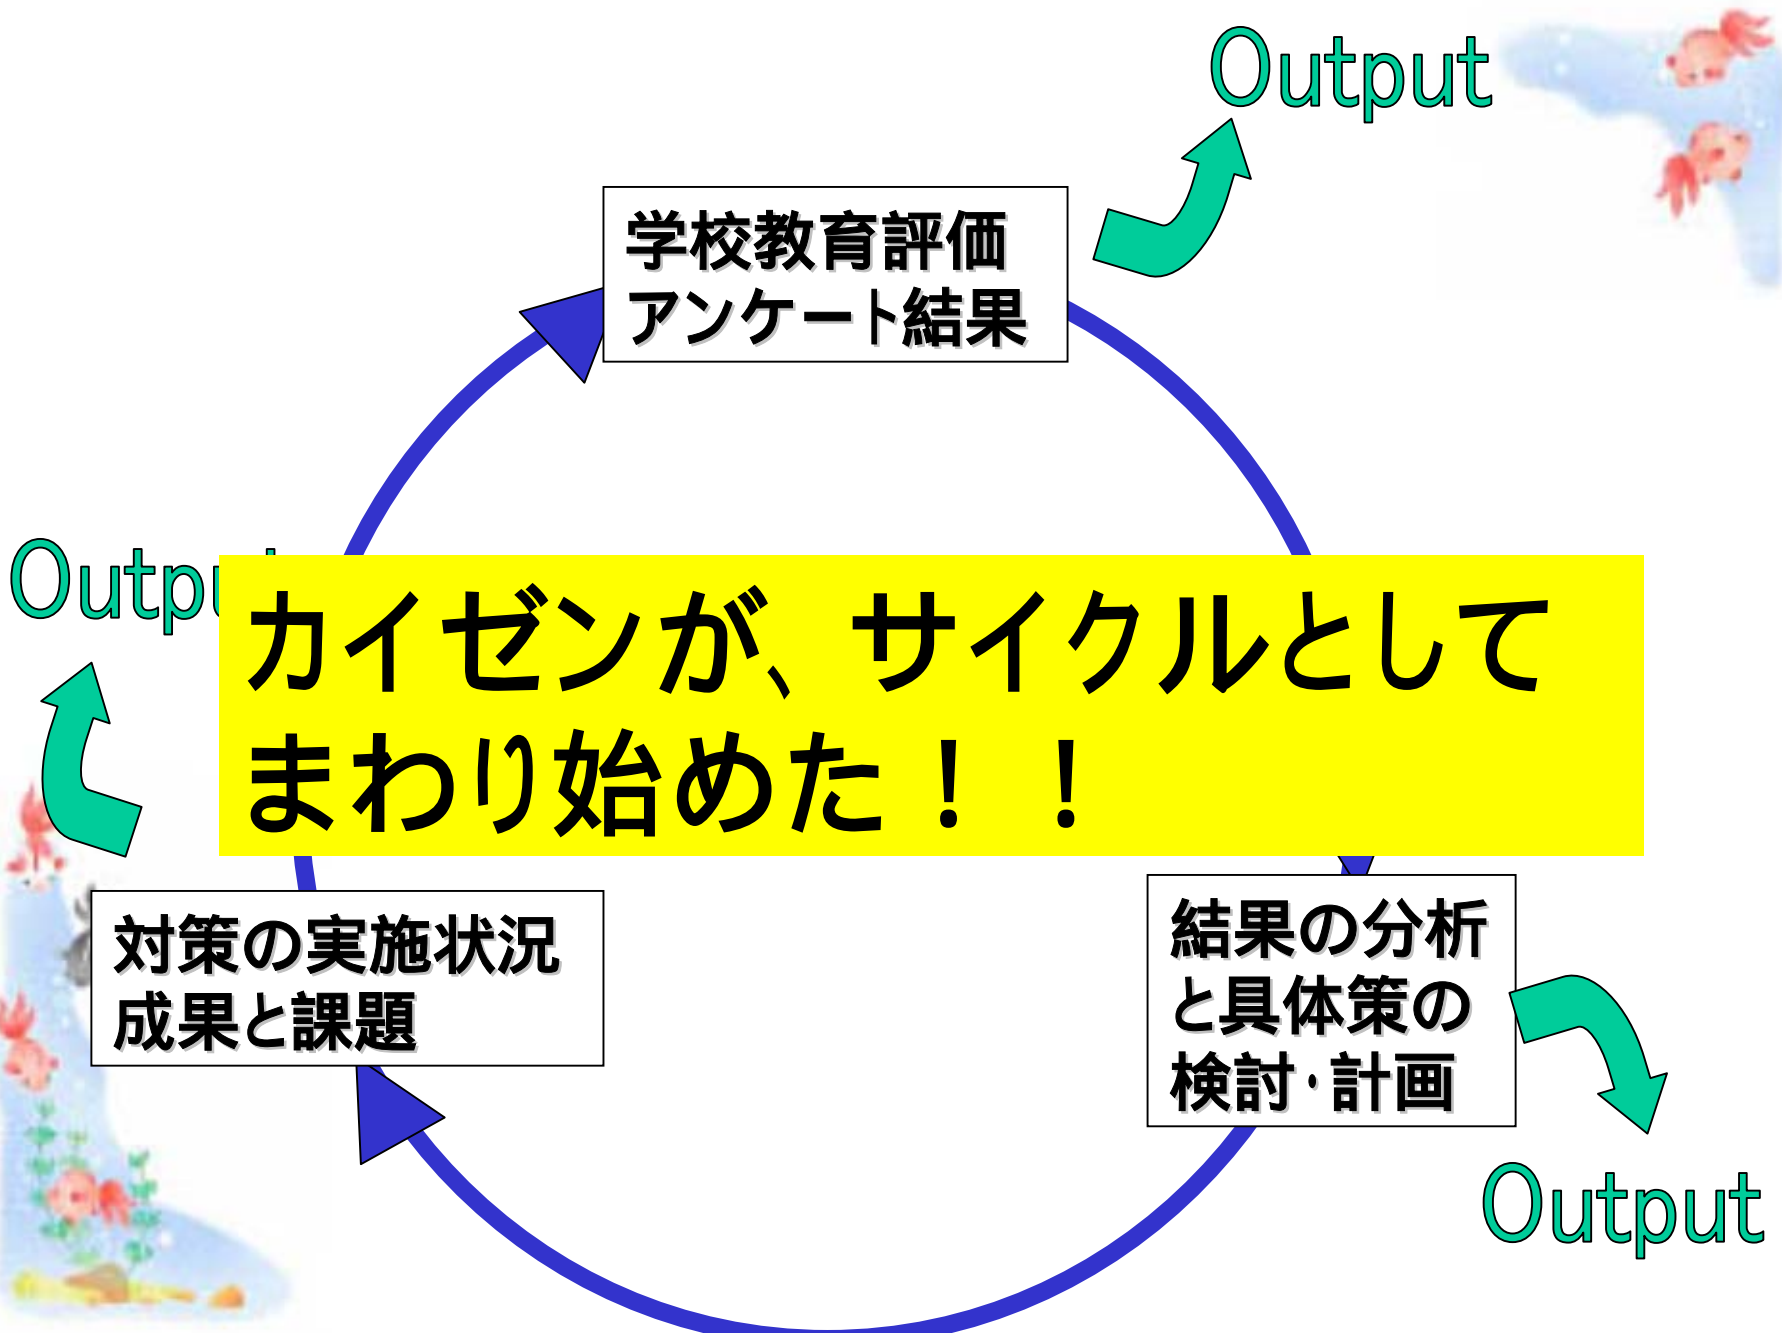 Output
学校教育評価
アンケート結果
Output
カイゼンが、サイクルとして
まわり始めた！！
対策の実施状況
成果と課題
結果の分析
と具体策の
検討・計画
Output